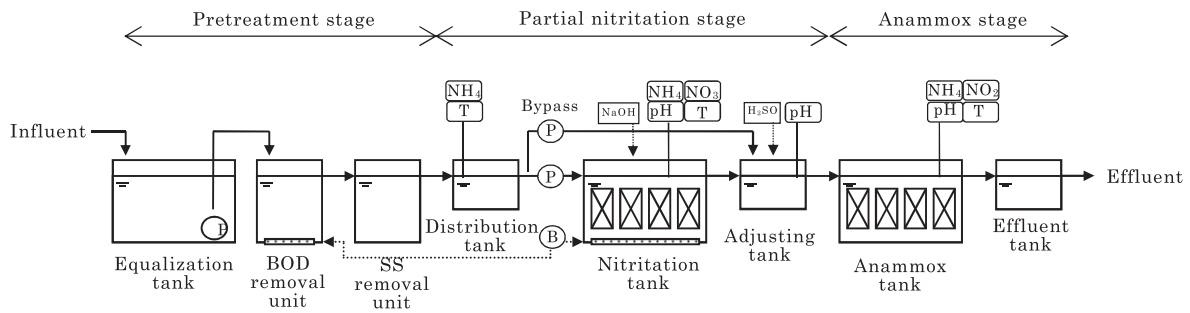 Pretreatment stage
Partial nitritation stage
Anammox stage
NH₄
T
Bypass
P
NaOH
NH₄
NO₃
pH
T
H₂SO
pH
NH₄
NO₂
pH
T
Influent
P
P
B
Effluent
Equalization
tank
BOD
removal
unit
SS
removal
unit
Distribution
tank
Nitritation
tank
Adjusting
tank
Anammox
tank
Effluent
tank